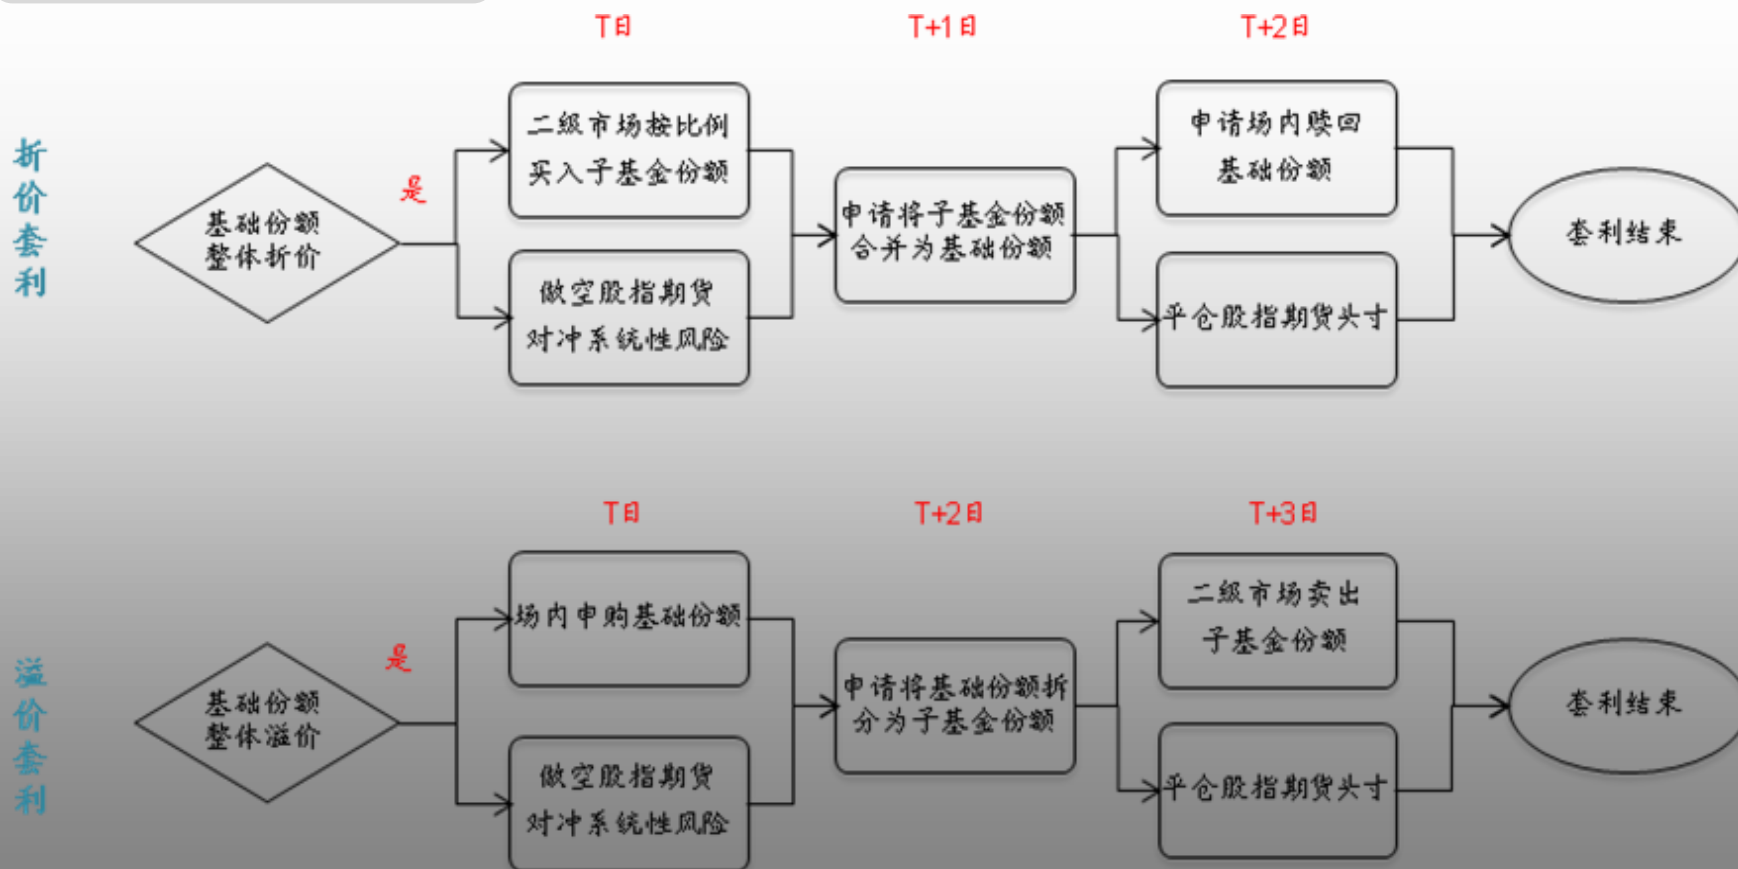 T日
T+1日
T+2日
折价套利
基础份额
整体折价
是
二级市场按比例
买入子基金份额
做空股指期货
对冲系统性风险
申请将子基金份额
合并为基础份额
申请场内赎回
基础份额
平仓股指期货头寸
套利结束
T日
T+2日
T+3日
溢价套利
基础份额
整体溢价
是
场内申购基础份额
做空股指期货
对冲系统性风险
申请将基础份额拆
分为子基金份额
二级市场卖出
子基金份额
平仓股指期货头寸
套利结束